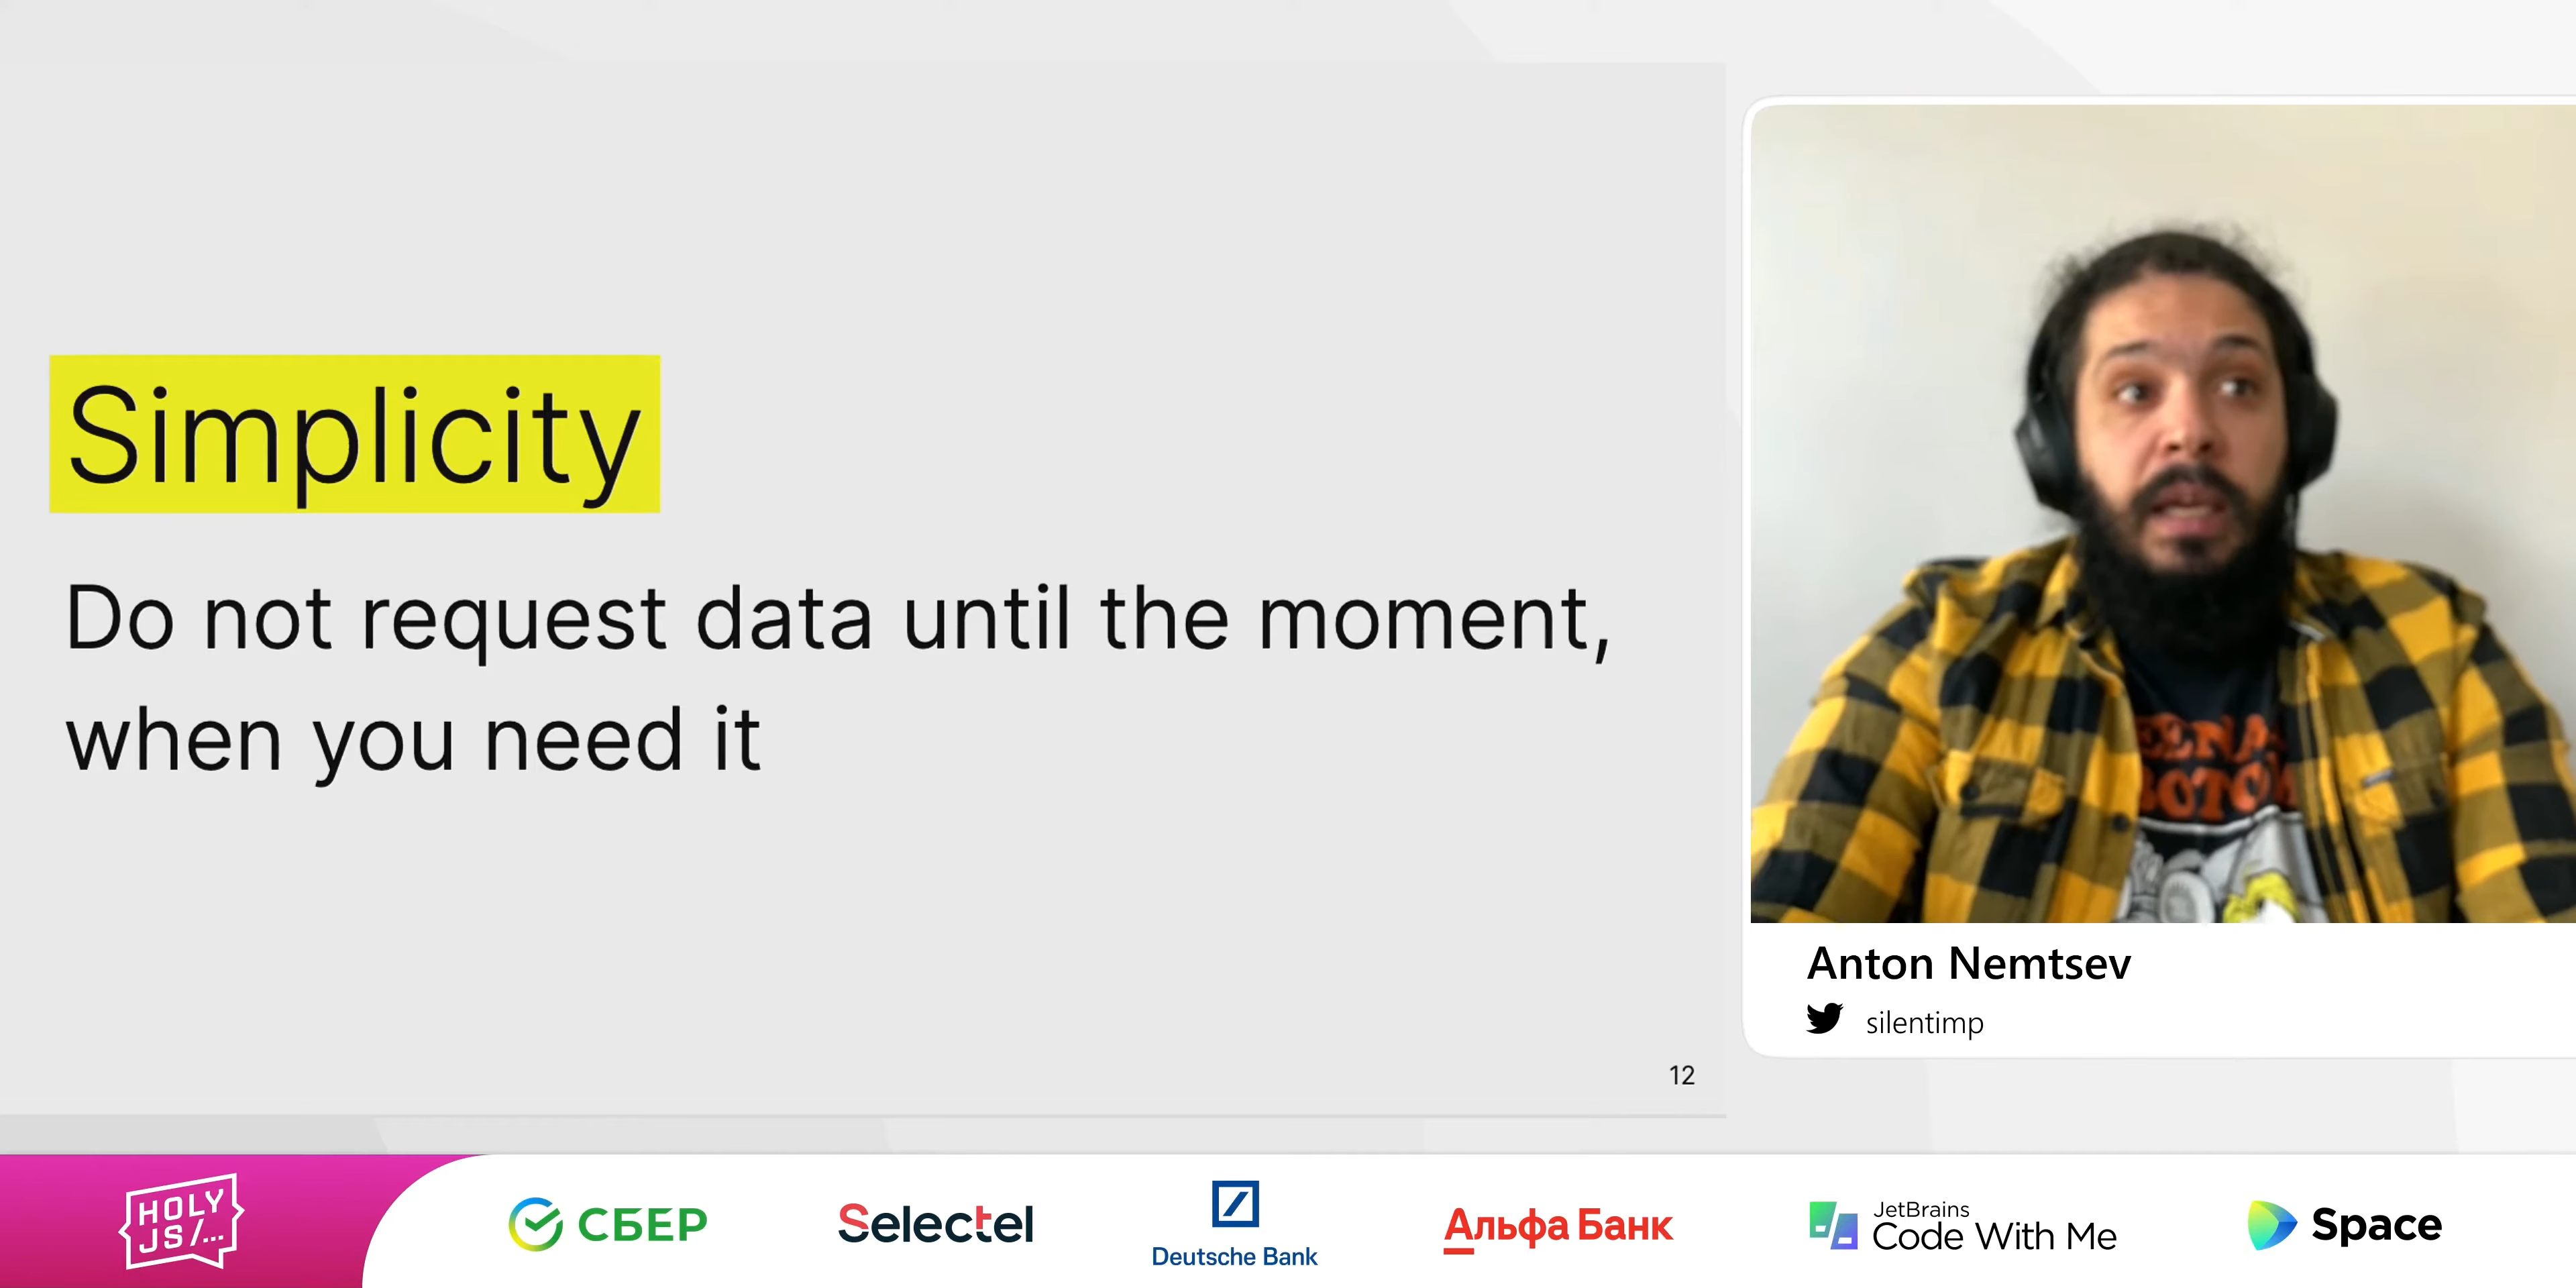 Simplicity
Do not request data until the moment,
when you need it
12
Anton Nemtsev
silentimp
HOLY
JS/...
СБЕР
Selectel
Deutsche Bank
Альфа Банк
JetBrains
Code With Me
Space